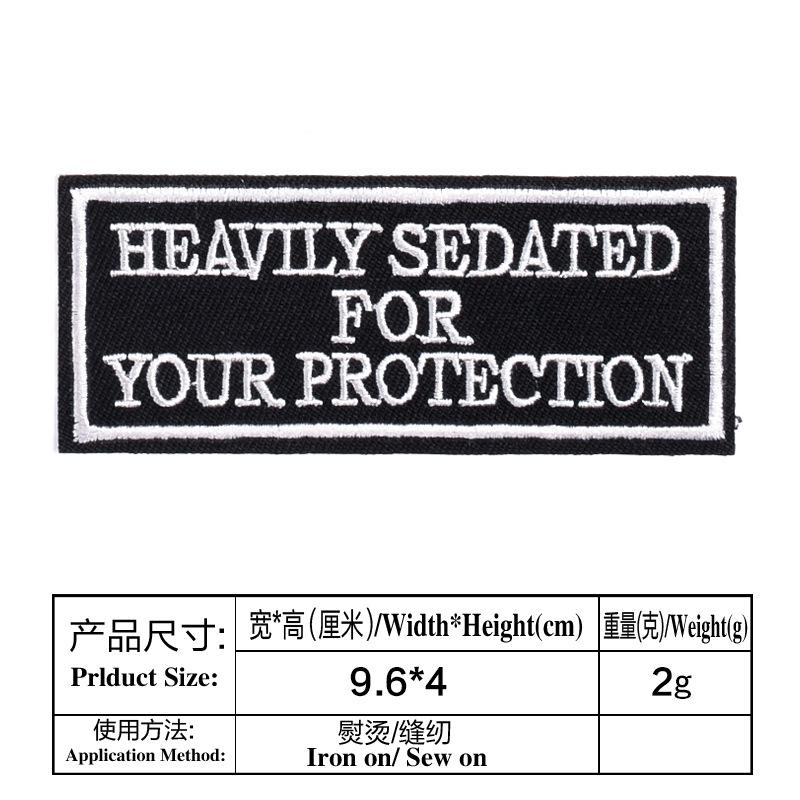 HEAVILY SEDATED
FOR
YOUR PROTECTION
产品尺寸:
Prlduct Size:
宽*高(厘米)/Width*Height(cm)
重量(克)/Weight(g)
9.6*4
2g
使用方法:
Application Method:
熨烫/缝纫
Iron on/ Sew on